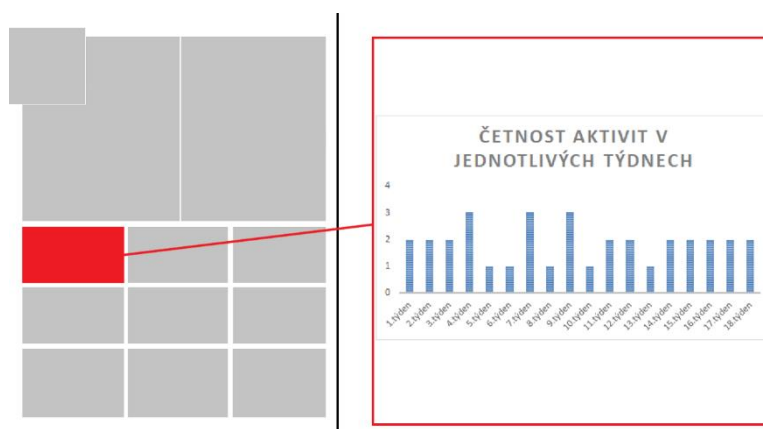 ČETNOST AKTIVIT V
JEDNOTLIVÝCH TÝDNECH
4
3
2
1
0
1.týden
2.týden
3.týden
4.týden
5.týden
6.týden
7.týden
8.týden
9.týden
10.týden
11.týden
12.týden
13.týden
14.týden
15.týden
16.týden
17.týden
18.týden